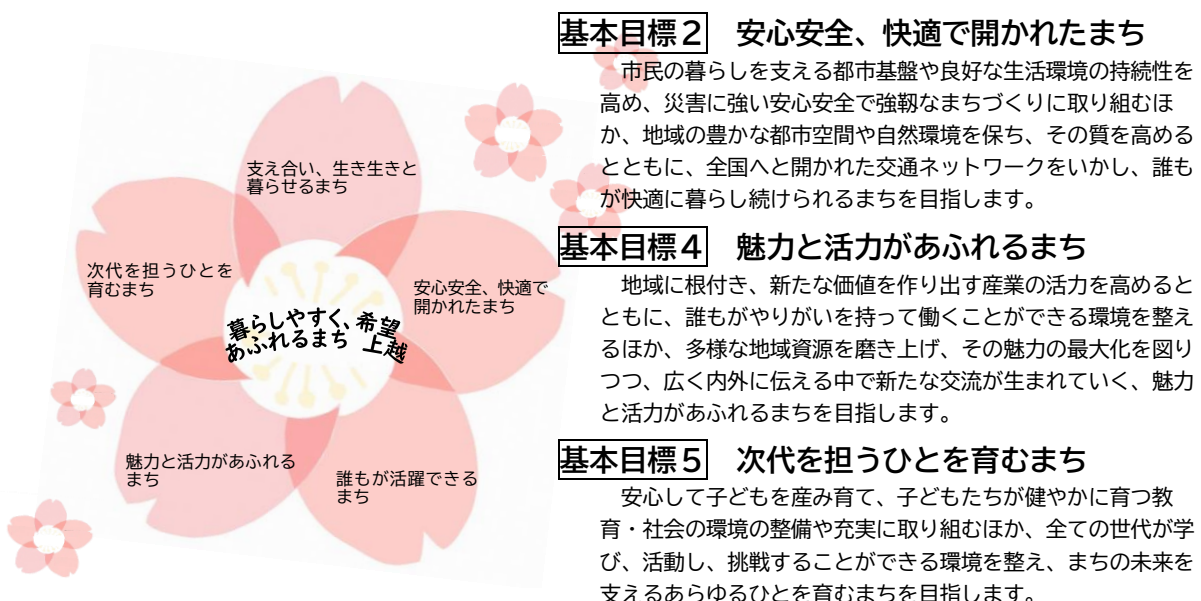 支え合い、生き生きと
暮らせるまち
次代を担うひとを
育むまち
安心安全、快適で
開かれたまち
暮らしやすく、希望
あふれるまち 上越
魅力と活力があふれる
まち
誰もが活躍できる
まち
基本目標２ 安心安全、快適で開かれたまち
市民の暮らしを支える都市基盤や良好な生活環境の持続性を
高め、災害に強い安心安全で強靱なまちづくりに取り組むほ
か、地域の豊かな都市空間や自然環境を保ち、その質を高める
とともに、全国へと開かれた交通ネットワークをいかし、誰も
が快適に暮らし続けられるまちを目指します。
基本目標４ 魅力と活力があふれるまち
地域に根付き、新たな価値を作り出す産業の活力を高めると
ともに、誰もがやりがいを持って働くことができる環境を整え
るほか、多様な地域資源を磨き上げ、その魅力の最大化を図り
つつ、広く内外に伝える中で新たな交流が生まれていく、魅力
と活力があふれるまちを目指します。
基本目標５ 次代を担うひとを育むまち
安心して子どもを産み育て、子どもたちが健やかに育つ教
育・社会の環境の整備や充実に取り組むほか、全ての世代が学
び、活動し、挑戦することができる環境を整え、まちの未来を
支えるあらゆるひとを育むまちを目指します。